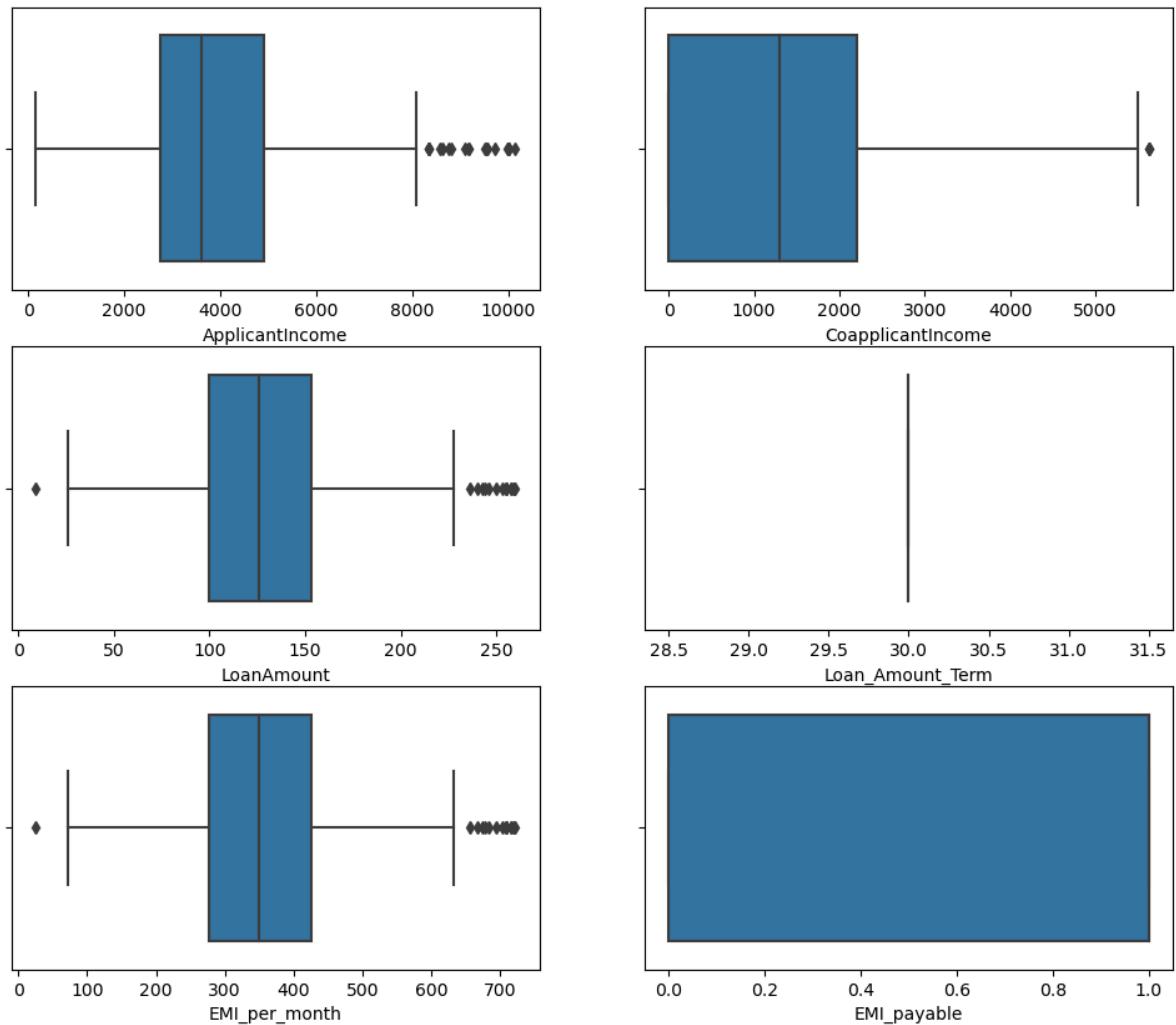 0 2000 4000 6000 8000 10000
ApplicantIncome
0 1000 2000 3000 4000 5000
CoapplicantIncome
0 50 100 150 200 250
LoanAmount
28.5 29.0 29.5 30.0 30.5 31.0 31.5
Loan_Amount_Term
0 100 200 300 400 500 600 700
EMI_per_month
0.0 0.2 0.4 0.6 0.8 1.0
EMI_payable